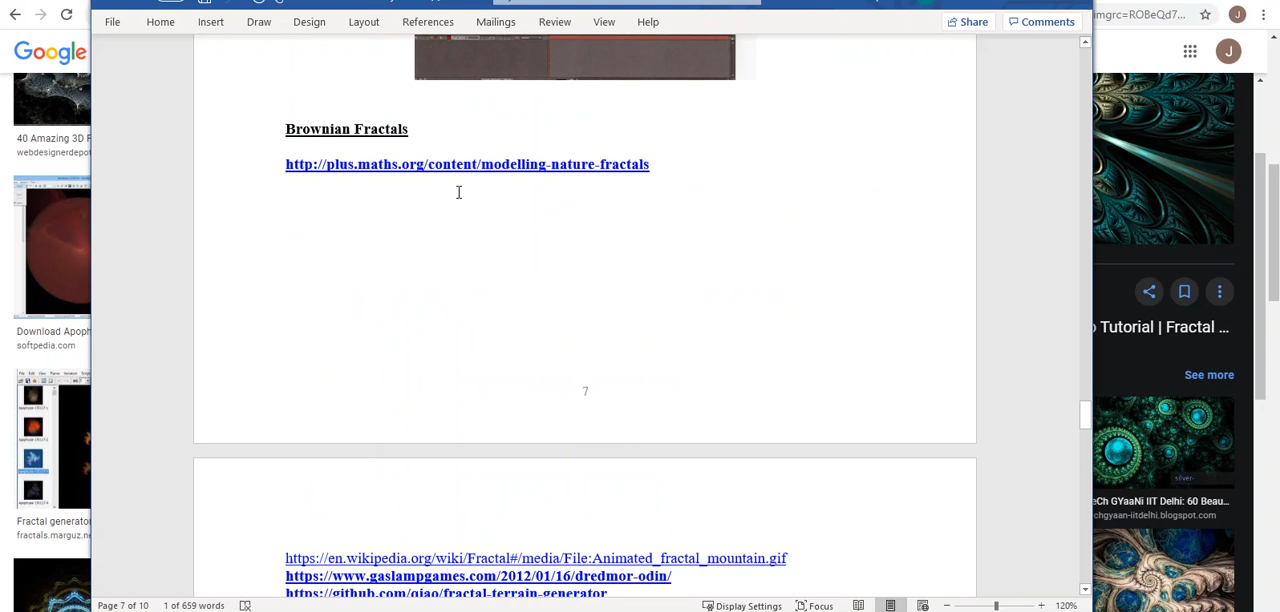 imgrc=ROBeQd7...
J
File Home Insert Draw Design Layout References Mailings Review View Help Share Comments
Google
J
40 Amazing 3D F
webdesignerdepot
Brownian Fractals
http://plus.maths.org/content/modelling-nature-fractals
Download Apoph
softpedia.com
o Tutorial | Fractal ...
See more
7
eCh GYaaNi IIT Delhi: 60 Beau...
chgyaan-iitdelhi.blogspot.com
Fractal generator
fractals.marguz.ne
https://en.wikipedia.org/wiki/Fractal#/media/File:Animated_fractal_mountain.gif
https://www.gaslampgames.com/2012/01/16/dredmor-odin/
https://github.com/qiao/fractal-terrain-generator
Page 7 of 10 1 of 659 words Display Settings Focus 120%